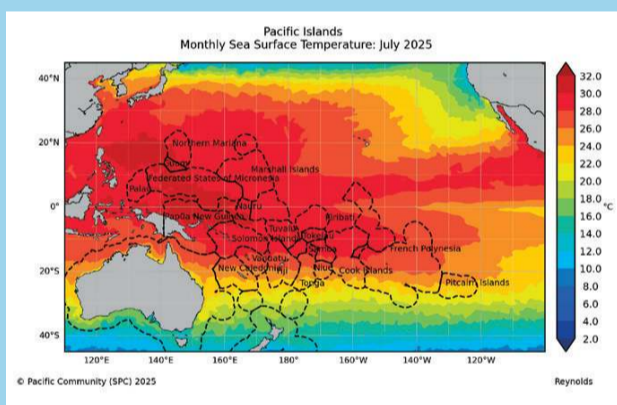 Pacific Islands
Monthly Sea Surface Temperature: July 2025
40°N
20°N
0°
20°S
40°S
120°E
140°E
160°E
180°
160°W
140°W
120°W
Northern Mariana
Marshall Islands
Federated States of Micronesia
Palau
Nauru
Papua New Guinea
Kiribati
Tuvalu
Solomon Islands
Tokelau
Vanuatu
French Polynesia
New Caledonia
Fiji
Niue
Cook Islands
Tonga
Pitcairn Islands
32.0
30.0
28.0
26.0
24.0
22.0
20.0
18.0
16.0
14.0
12.0
10.0
8.0
6.0
4.0
2.0
°C
© Pacific Community (SPC) 2025
Reynolds